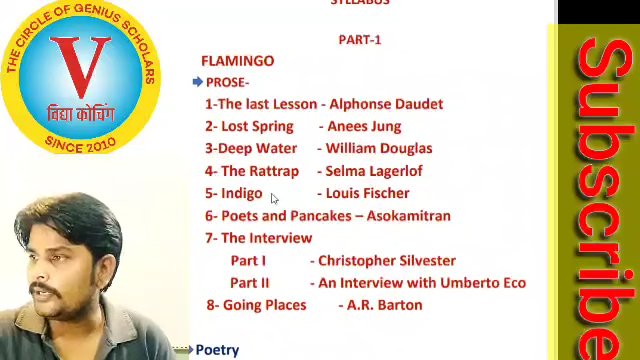 THE CIRCLE OF GENIUS SCHOLARS
V
विद्या कोचिंग
SINCE 2010
SYLLABUS
PART-1
FLAMINGO
PROSE-
1-The last Lesson - Alphonse Daudet
2- Lost Spring - Anees Jung
3-Deep Water - William Douglas
4- The Rattrap - Selma Lagerlof
5- Indigo - Louis Fischer
6- Poets and Pancakes – Asokamitran
7- The Interview
Part I - Christopher Silvester
Part II - An Interview with Umberto Eco
8- Going Places - A.R. Barton
Poetry
Subscribe